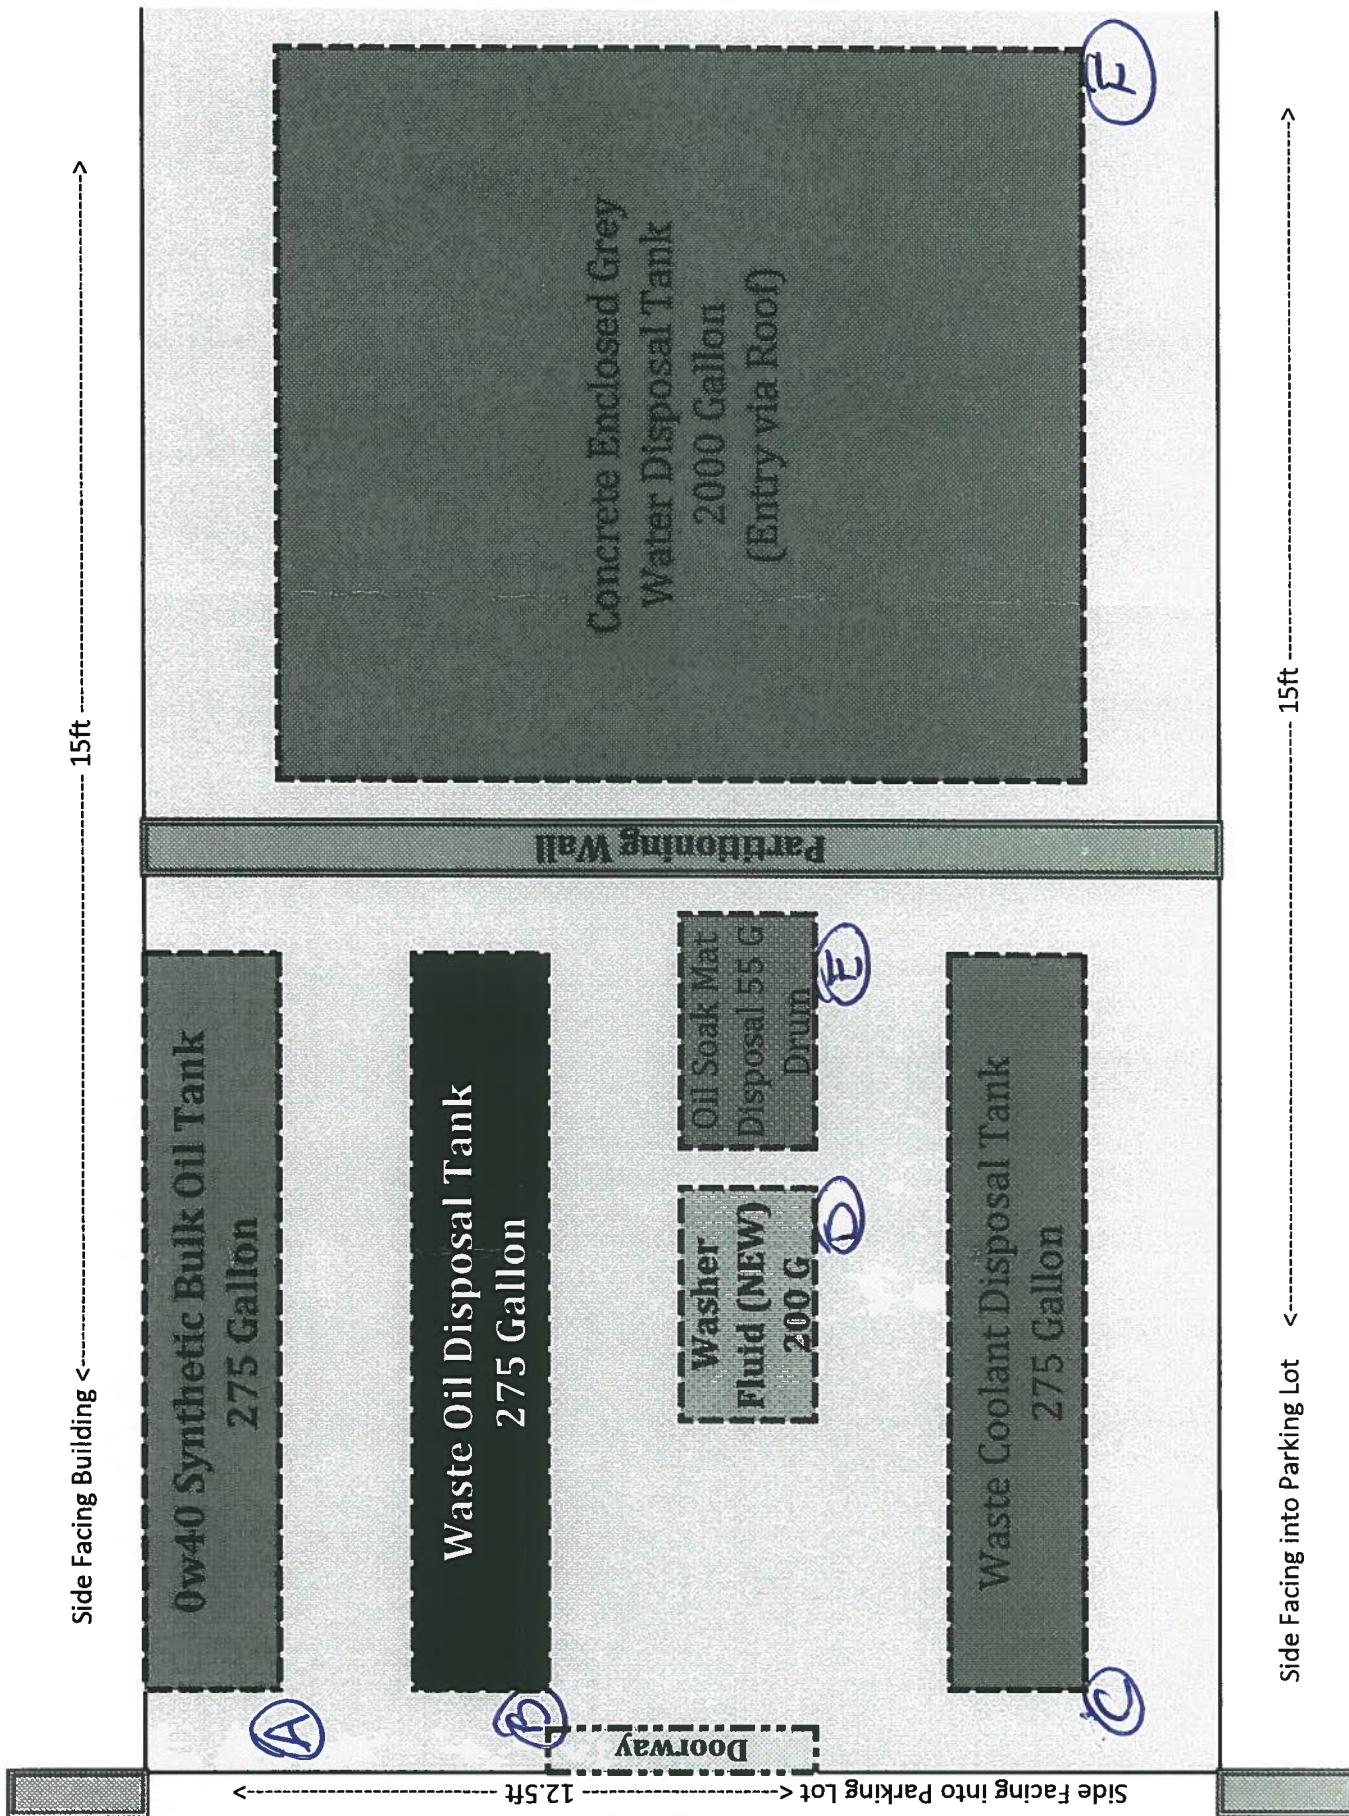 Side Facing Building <---------------------- 15ft ---------------------->
0w40 Synthetic Bulk Oil Tank
275 Gallon
A
Waste Oil Disposal Tank
275 Gallon
B
Washer
Fluid (NEW)
200 G
D
Oil Soak Mat
Disposal 55 G
Drum
E
Waste Coolant Disposal Tank
275 Gallon
C
Doorway
Side Facing into Parking Lot <---------------------- 12.5ft ---------------------->
Partitioning Wall
Concrete Enclosed Grey
Water Disposal Tank
2000 Gallon
(Entry via Roof)
F
Side Facing into Parking Lot <---------------------- 15ft ---------------------->